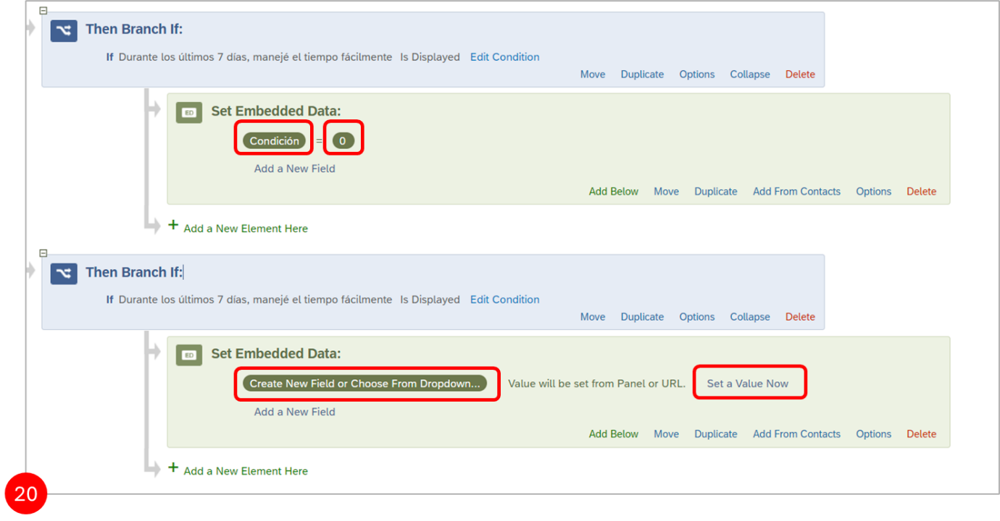 Then Branch If:
If Durante los últimos 7 días, manejé el tiempo fácilmente Is Displayed Edit Condition
Move Duplicate Options Collapse Delete
ED Set Embedded Data:
Condición = 0
Add a New Field
Add Below Move Duplicate Add From Contacts Options Delete
+ Add a New Element Here
Then Branch If:
If Durante los últimos 7 días, manejé el tiempo fácilmente Is Displayed Edit Condition
Move Duplicate Options Collapse Delete
ED Set Embedded Data:
Create New Field or Choose From Dropdown... Value will be set from Panel or URL. Set a Value Now
Add a New Field
Add Below Move Duplicate Add From Contacts Options Delete
+ Add a New Element Here
20